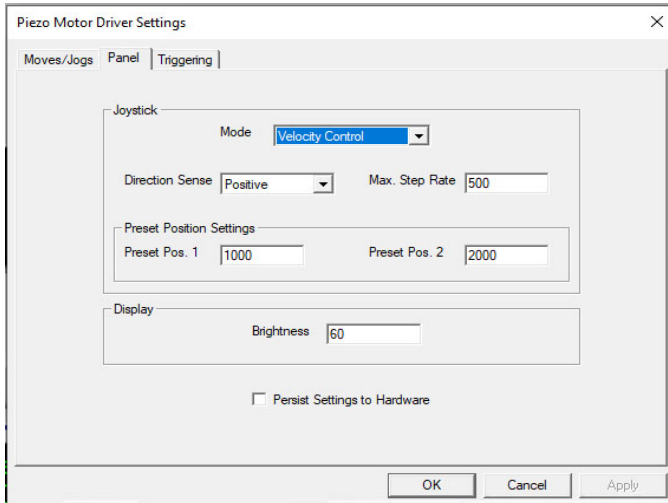 Piezo Motor Driver Settings
Moves/Jogs Panel Triggering
Joystick
Mode Velocity Control
Direction Sense Positive Max. Step Rate 500
Preset Position Settings
Preset Pos. 1 1000 Preset Pos. 2 2000
Display
Brightness 60
Persist Settings to Hardware
OK Cancel Apply